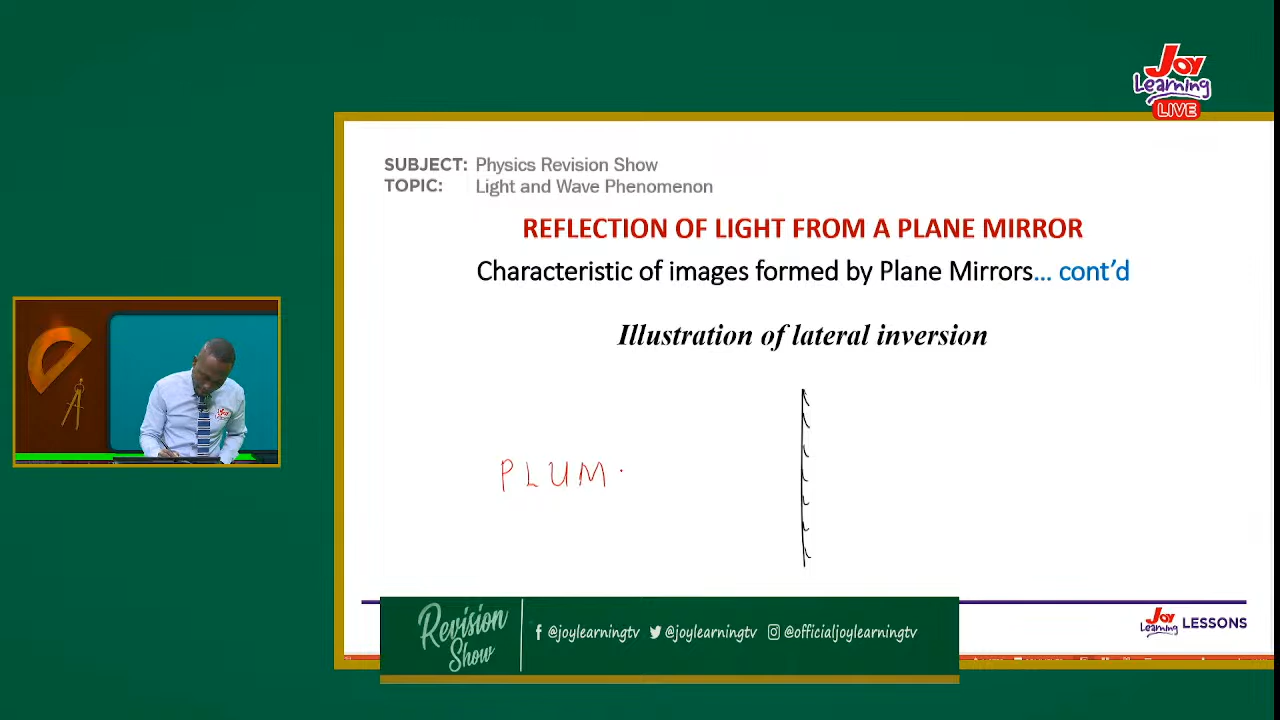 Joy
Learning
LIVE
SUBJECT: Physics Revision Show
TOPIC: Light and Wave Phenomenon
REFLECTION OF LIGHT FROM A PLANE MIRROR
Characteristic of images formed by Plane Mirrors... cont'd
Illustration of lateral inversion
PLUM
Revision
Show
f @joylearningtv @joylearningtv @officialjoylearningtv
Joy
Learning LESSONS